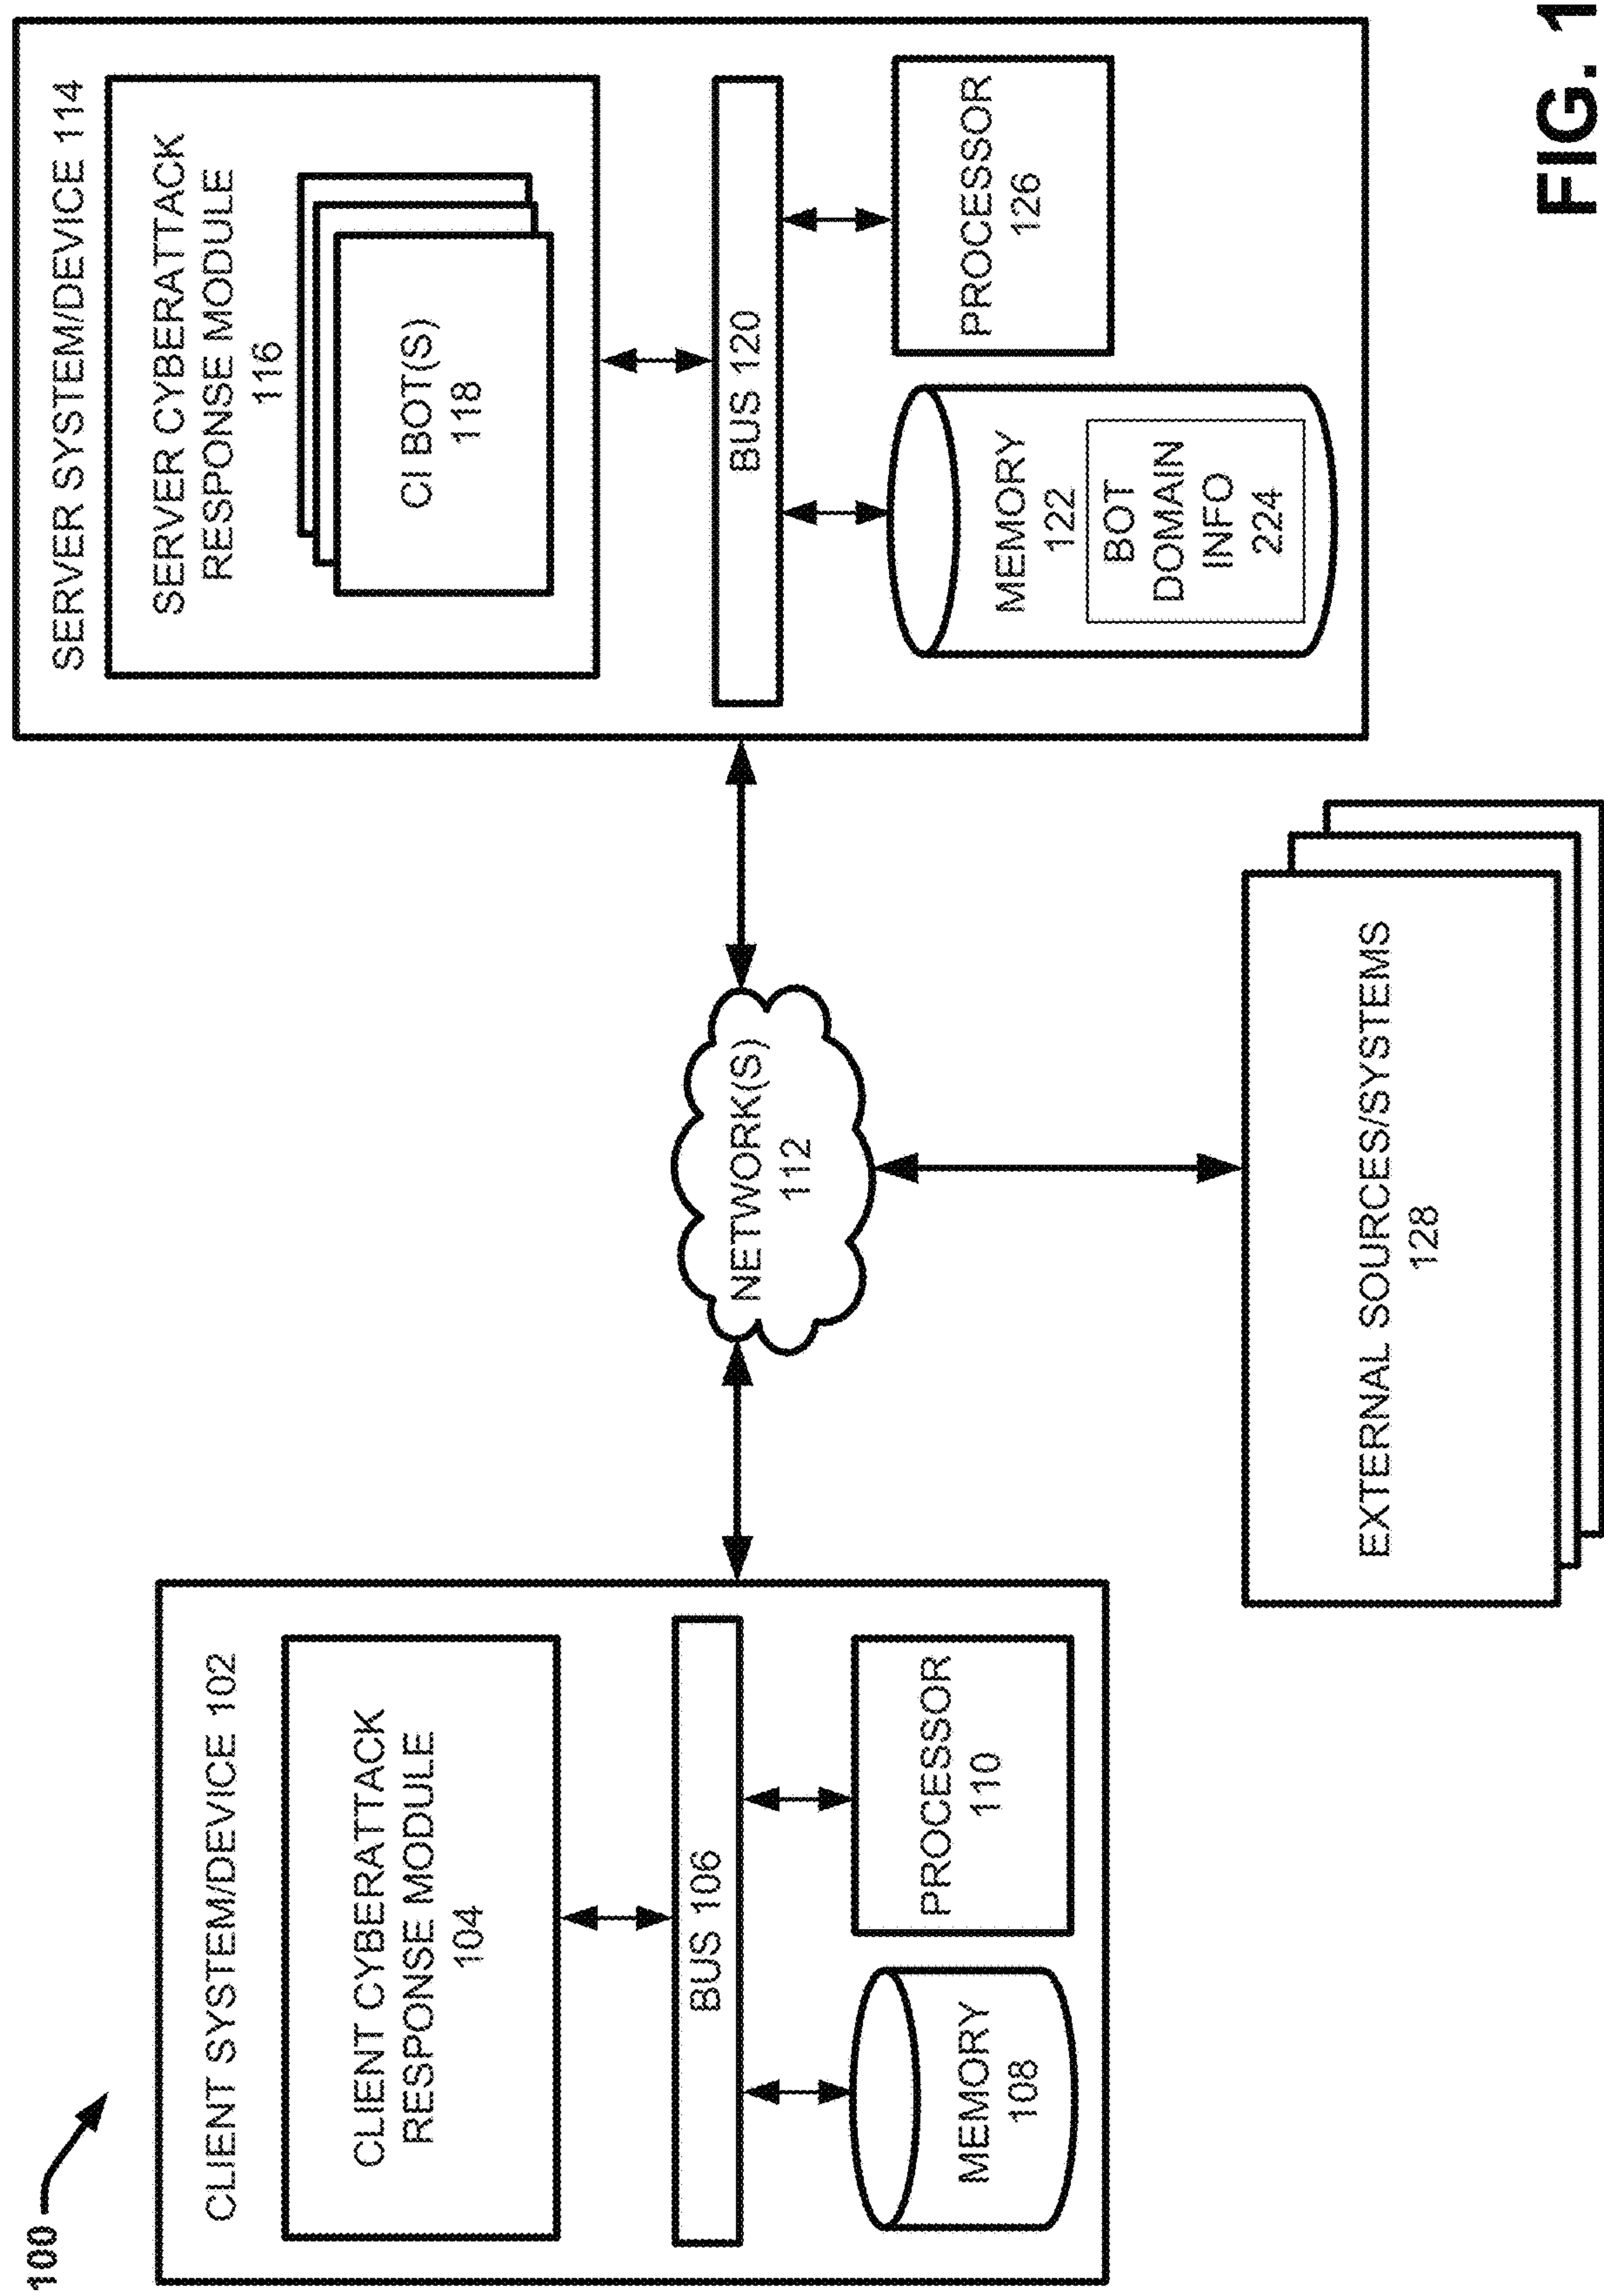 100
CLIENT SYSTEM/DEVICE 102
CLIENT CYBERATTACK
RESPONSE MODULE
104
BUS 106
MEMORY
108
PROCESSOR
110
NETWORK(S)
112
EXTERNAL SOURCES/SYSTEMS
128
SERVER SYSTEM/DEVICE 114
SERVER CYBERATTACK
RESPONSE MODULE
116
CI BOT(S)
118
BUS 120
MEMORY
122
BOT
DOMAIN
INFO
224
PROCESSOR
126
FIG. 1